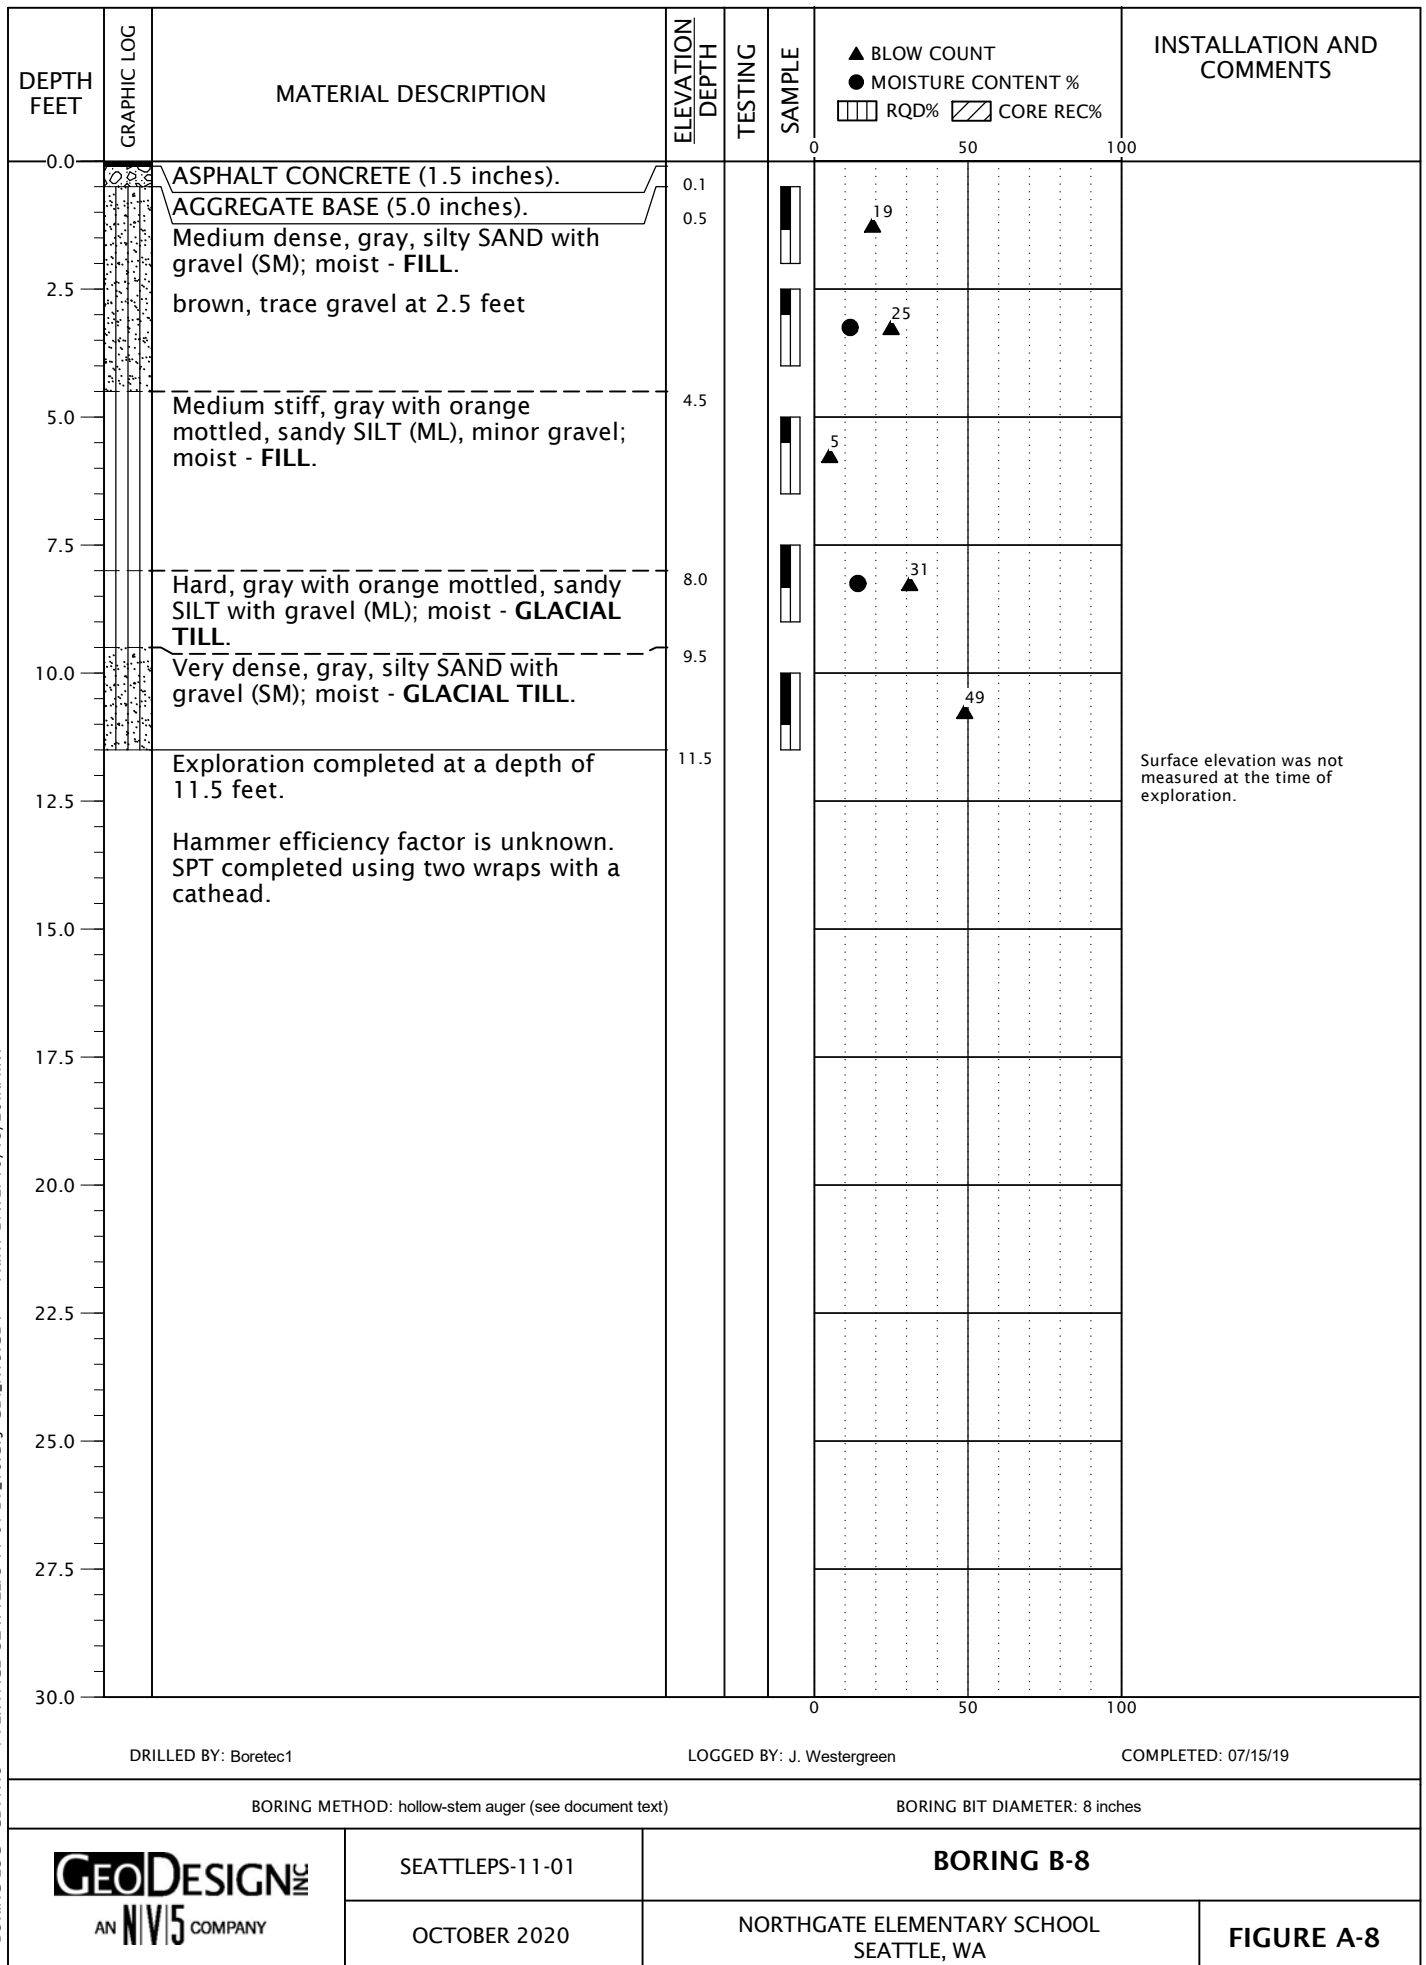 DEPTH
FEET
GRAPHIC LOG
MATERIAL DESCRIPTION
ELEVATION
DEPTH
TESTING
SAMPLE
▲ BLOW COUNT
● MOISTURE CONTENT %
RQD% CORE REC%
INSTALLATION AND
COMMENTS
0 50 100
0.0
ASPHALT CONCRETE (1.5 inches).
0.1
AGGREGATE BASE (5.0 inches).
0.5
19
Medium dense, gray, silty SAND with
gravel (SM); moist - FILL.
2.5
brown, trace gravel at 2.5 feet
25
4.5
Medium stiff, gray with orange
mottled, sandy SILT (ML), minor gravel;
moist - FILL.
5.0
5
7.5
8.0
31
Hard, gray with orange mottled, sandy
SILT with gravel (ML); moist - GLACIAL
TILL.
9.5
Very dense, gray, silty SAND with
gravel (SM); moist - GLACIAL TILL.
10.0
49
11.5
Exploration completed at a depth of
11.5 feet.
Surface elevation was not
measured at the time of
exploration.
12.5
Hammer efficiency factor is unknown.
SPT completed using two wraps with a
cathead.
15.0
17.5
20.0
22.5
25.0
27.5
30.0
0 50 100
DRILLED BY: Boretec1
LOGGED BY: J. Westergreen
COMPLETED: 07/15/19
BORING METHOD: hollow-stem auger (see document text)
BORING BIT DIAMETER: 8 inches
GEODESIGN INC
AN N|V|5 COMPANY
SEATTLEPS-11-01
OCTOBER 2020
BORING B-8
NORTHGATE ELEMENTARY SCHOOL
SEATTLE, WA
FIGURE A-8